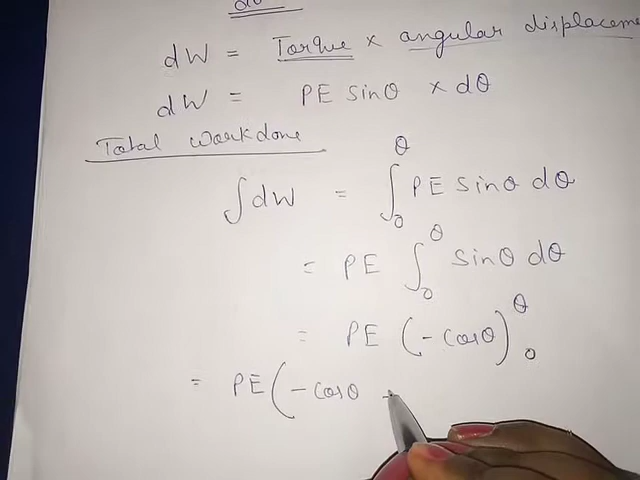 dW = Torque × angular displaceme
dW = PE sinθ × dθ
Total workdone
∫dW = ∫₀^θ PE sinθ dθ
= PE ∫₀^θ sinθ dθ
= PE (- cosθ)₀^θ
= PE(- cosθ